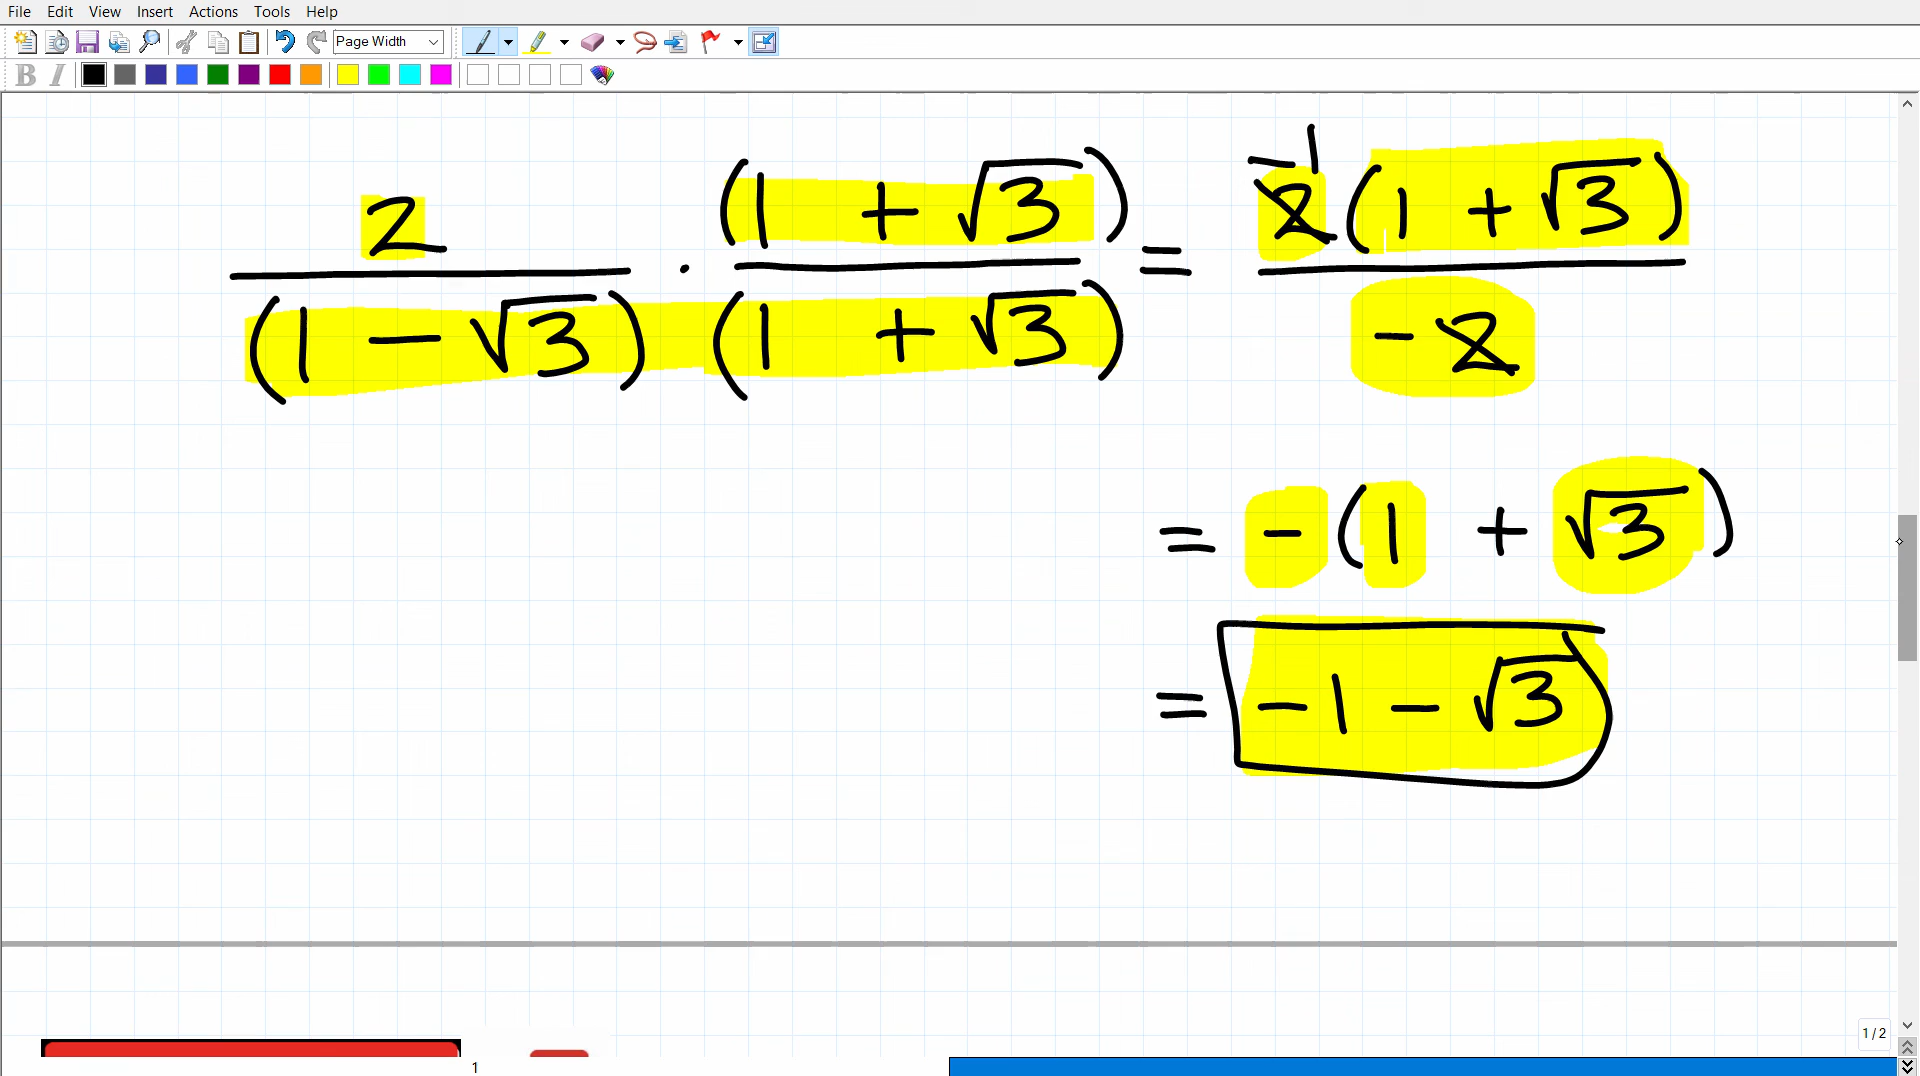 File Edit View Insert Actions Tools Help
Page Width
B I
2/(1 - √3) · (1 + √3)/(1 + √3) = -1 2(1 + √3)/-2
= -(1 + √3)
= -1 - √3
1 / 2
1